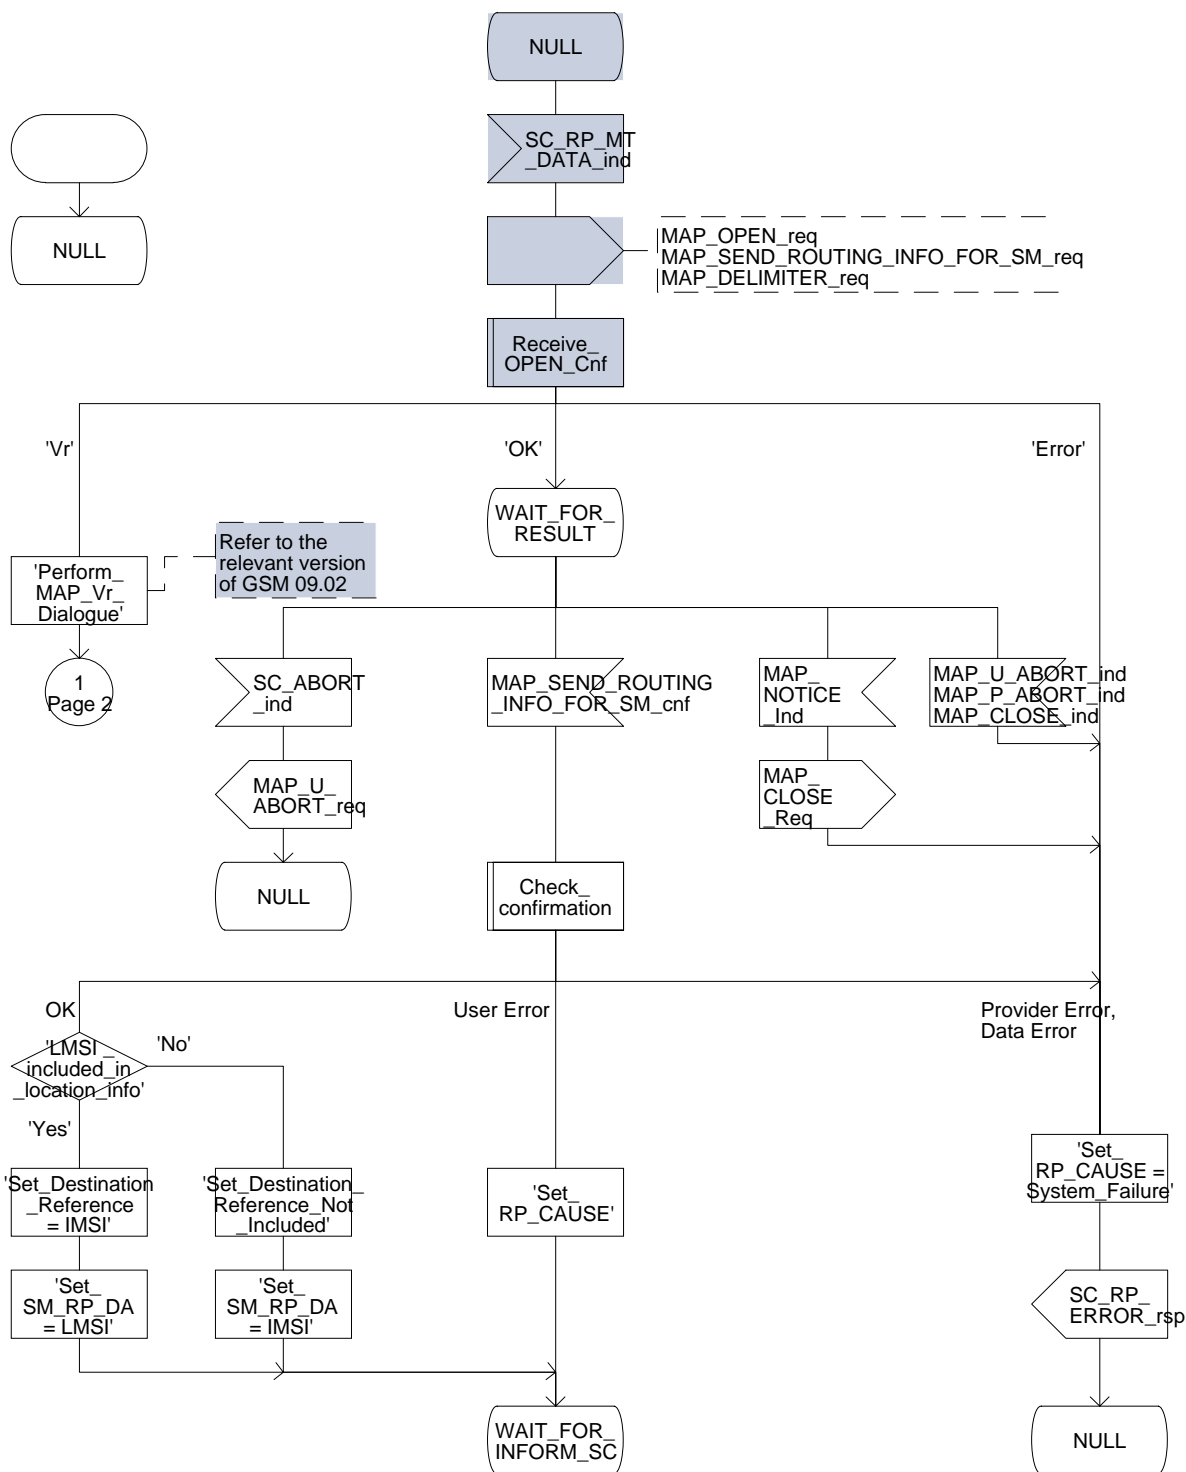 NULL
SC_RP_MT
_DATA_ind
NULL
MAP_OPEN_req
MAP_SEND_ROUTING_INFO_FOR_SM_req
MAP_DELIMITER_req
Receive_
OPEN_Cnf
'Vr'
'OK'
'Error'
WAIT_FOR_
RESULT
Refer to the
relevant version
of GSM 09.02
'Perform_
MAP_Vr_
Dialogue'
1
Page 2
SC_ABORT
_ind
MAP_SEND_ROUTING
_INFO_FOR_SM_cnf
MAP_
NOTICE
_Ind
MAP_U_ABORT_ind
MAP_P_ABORT_ind
MAP_CLOSE_ind
MAP_U_
ABORT_req
MAP_
CLOSE
_Req
NULL
Check_
confirmation
OK
User Error
Provider Error,
Data Error
'LMSI_
included_in
_location_info'
'No'
'Yes'
'Set_Destination
_Reference
= IMSI'
'Set_Destination_
Reference_Not
_Included'
'Set_
RP_CAUSE'
'Set_
RP_CAUSE =
System_Failure'
'Set_
SM_RP_DA
= LMSI'
'Set_
SM_RP_DA
= IMSI'
SC_RP_
ERROR_rsp
WAIT_FOR_
INFORM_SC
NULL